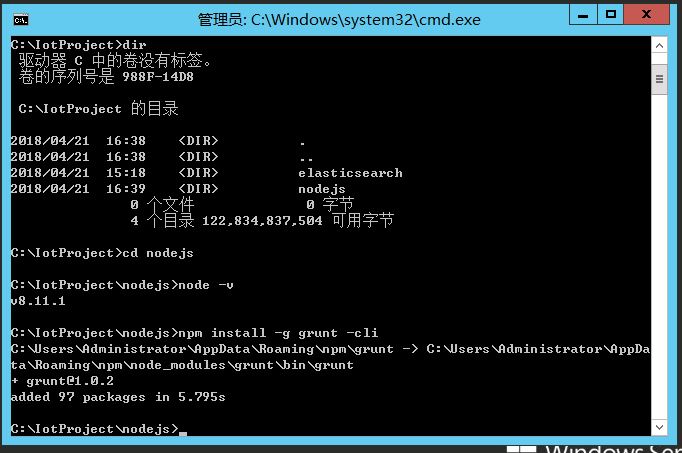 管理员: C:\Windows\system32\cmd.exe
C:\IotProject>dir
驱动器 C 中的卷没有标签。
卷的序列号是 988F-14D8
C:\IotProject 的目录
2018/04/21 16:38 <DIR> .
2018/04/21 16:38 <DIR> ..
2018/04/21 15:18 <DIR> elasticsearch
2018/04/21 16:39 <DIR> nodejs
0 个文件 0 字节
4 个目录 122,834,837,504 可用字节
C:\IotProject>cd nodejs
C:\IotProject\nodejs>node -v
v8.11.1
C:\IotProject\nodejs>npm install -g grunt -cli
C:\Users\Administrator\AppData\Roaming\npm\grunt -> C:\Users\Administrator\AppDa
ta\Roaming\npm\node_modules\grunt\bin\grunt
+ grunt@1.0.2
added 97 packages in 5.795s
C:\IotProject\nodejs>